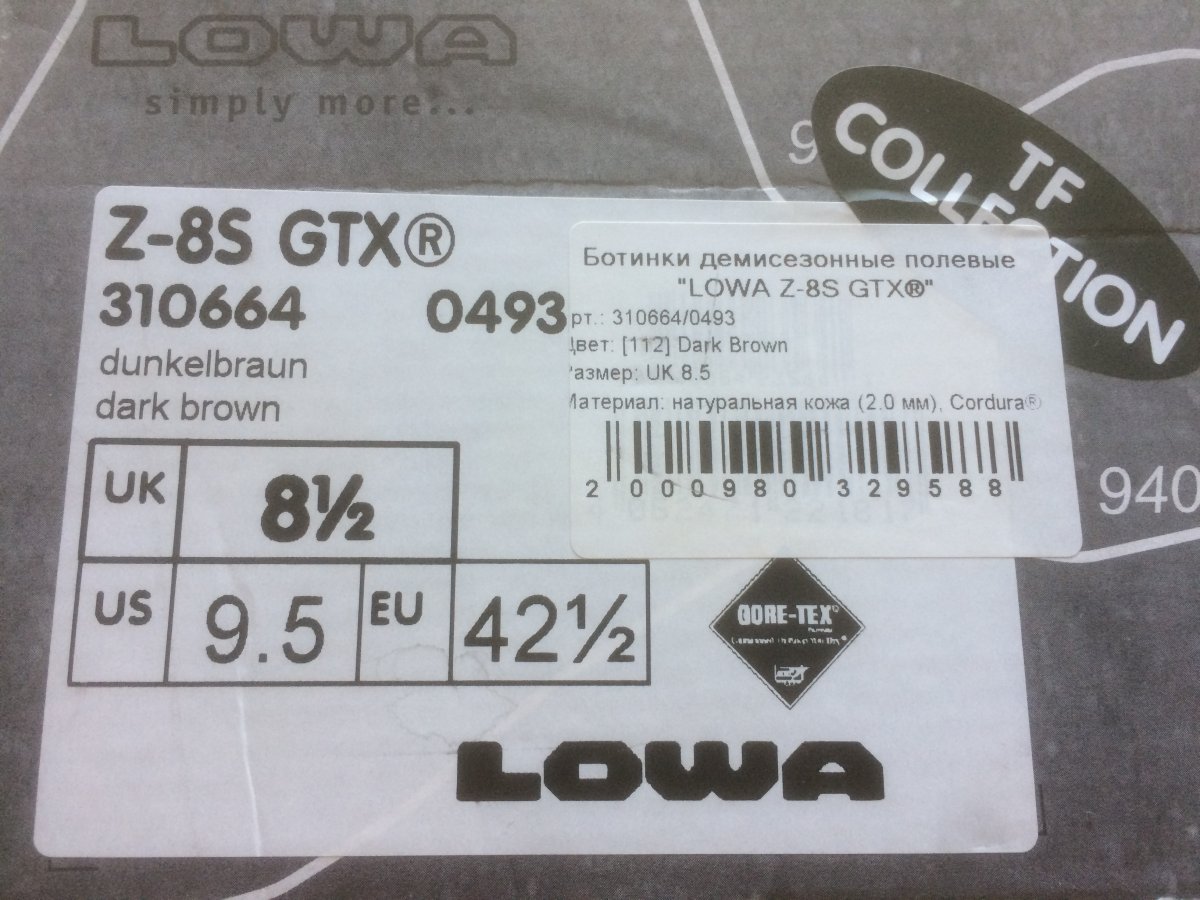 LOWA
simply more...
TF
COLLECTION
9
Z-8S GTX®
310664 0493
dunkelbraun
dark brown
Ботинки демисезонные полевые
"LOWA Z-8S GTX®"
рт.: 310664/0493
Цвет: [112] Dark Brown
Размер: UK 8.5
Материал: натуральная кожа (2.0 мм), Cordura®
2 000980 329588
940
UK 8½
US 9.5 EU 42½
GORE-TEX®
LOWA